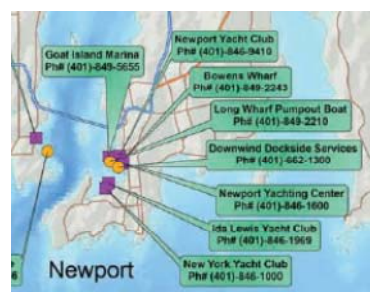 Goat Island Marina
Ph# (401)-849-5655
Newport Yacht Club
Ph# (401)-846-9410
Bowens Wharf
Ph# (401)-849-2243
Long Wharf Pumpout Boat
Ph# (401)-849-2210
Downwind Dockside Services
Ph# (401)-662-1300
Newport Yachting Center
Ph# (401)-846-1600
Ida Lewis Yacht Club
Ph# (401)-846-1969
New York Yacht Club
Ph# (401)-846-1000
Newport